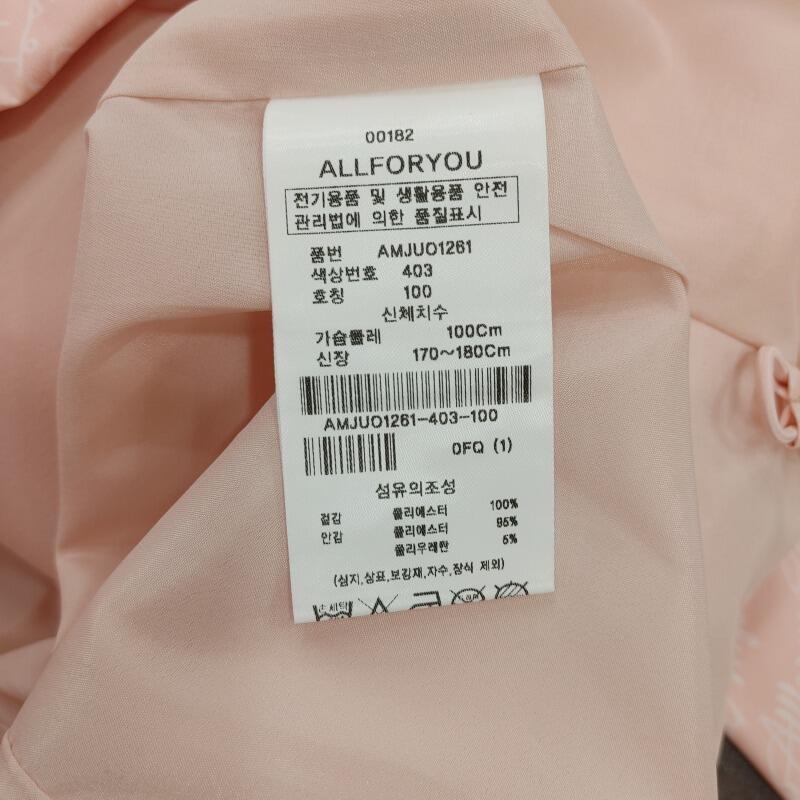 00182
ALLFORYOU
전기용품 및 생활용품 안전
관리법에 의한 품질표시
품번 AMJUO1261
색상번호 403
호칭 100
신체치수
가슴둘레 100Cm
신장 170~180Cm
AMJUO1261-403-100
OFQ (1)
섬유의조성
겉감 폴리에스터 100%
안감 폴리에스터 95%
폴리우레탄 5%
(심지,상표,보강재,자수,장식 제외)
손세탁